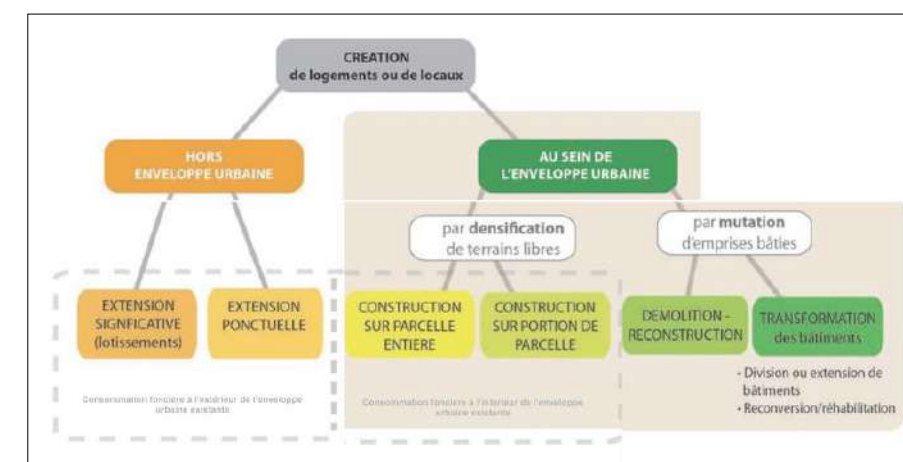 CREATION
de logements ou de locaux
HORS
ENVELOPPE URBAINE
AU SEIN DE
L'ENVELOPPE URBAINE
par densification
de terrains libres
par mutation
d'emprises bâties
EXTENSION
SIGNFICATIVE
(lotissements)
EXTENSION
PONCTUELLE
CONSTRUCTION
SUR PARCELLE
ENTIERE
CONSTRUCTION
SUR PORTION DE
PARCELLE
DEMOLITION -
RECONSTRUCTION
TRANSFORMATION
des bâtiments
• Division ou extension de
bâtiments
• Reconversion/réhabilitation
Consommation foncière à l'extérieur de l'enveloppe
urbaine existante
Consommation foncière à l'intérieur de l'enveloppe
urbaine existante